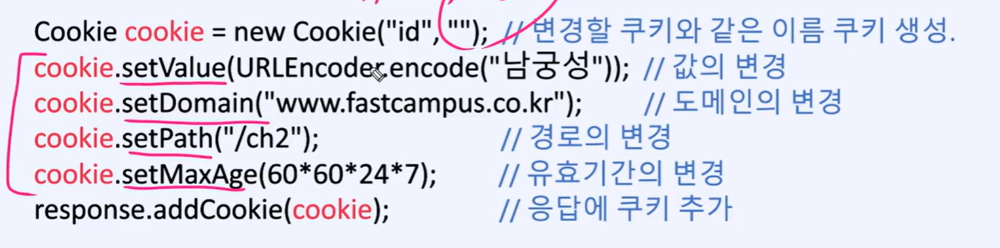 Cookie cookie = new Cookie("id", ""); // 변경할 쿠키와 같은 이름 쿠키 생성.
cookie.setValue(URLEncoder.encode("남궁성")); // 값의 변경
cookie.setDomain("www.fastcampus.co.kr"); // 도메인의 변경
cookie.setPath("/ch2"); // 경로의 변경
cookie.setMaxAge(60*60*24*7); // 유효기간의 변경
response.addCookie(cookie); // 응답에 쿠키 추가